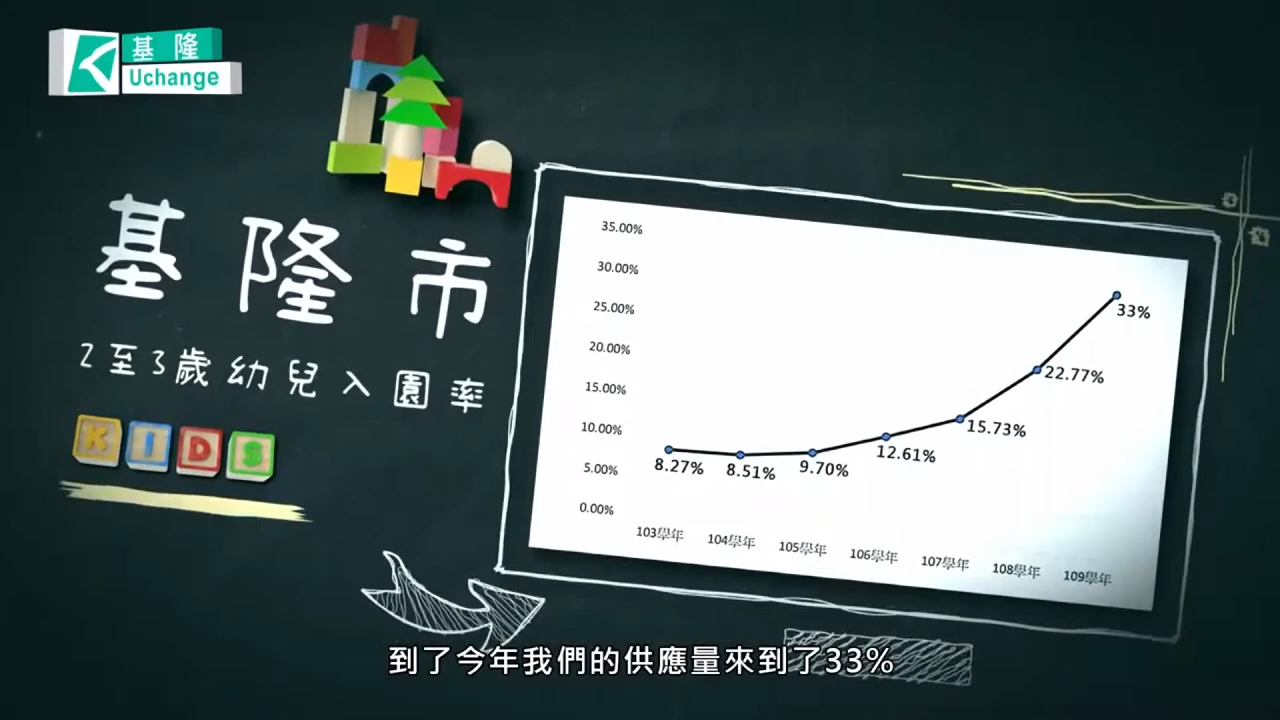 基隆
Uchange
基隆市
2至3歲幼兒入園率
KIDS
35.00%
30.00%
25.00%
20.00%
15.00%
10.00%
5.00%
0.00%
8.27%
8.51%
9.70%
12.61%
15.73%
22.77%
33%
103學年
104學年
105學年
106學年
107學年
108學年
109學年
到了今年我們的供應量來到了33%